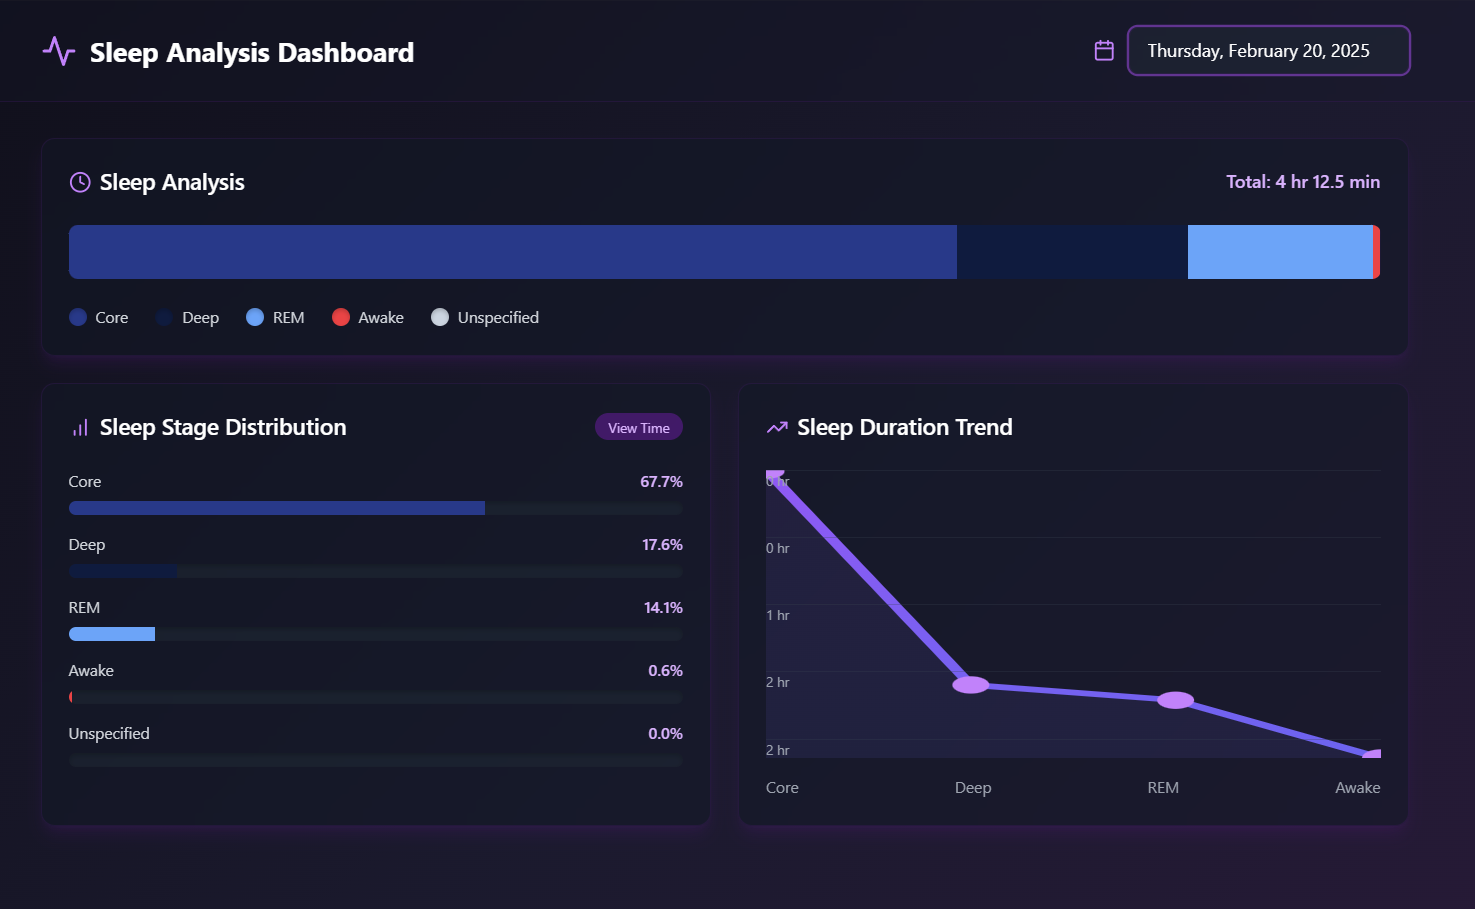 Sleep Analysis Dashboard
Thursday, February 20, 2025
Sleep Analysis
Total: 4 hr 12.5 min
Core
Deep
REM
Awake
Unspecified
Sleep Stage Distribution
View Time
Core
67.7%
Deep
17.6%
REM
14.1%
Awake
0.6%
Unspecified
0.0%
Sleep Duration Trend
0 hr
0 hr
1 hr
2 hr
2 hr
Core
Deep
REM
Awake